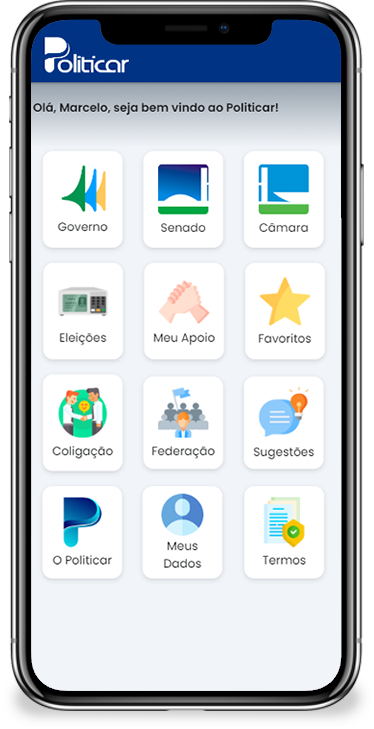 Politicar
Olá, Marcelo, seja bem vindo ao Politicar!
Governo
Senado
Câmara
Eleições
Meu Apoio
Favoritos
Coligação
Federação
Sugestões
O Politicar
Meus
Dados
Termos